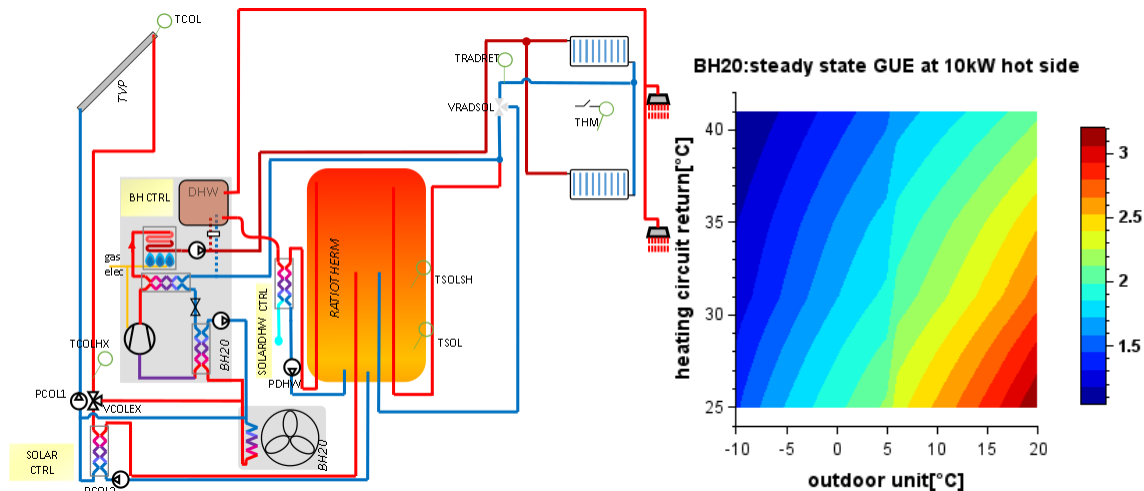 TCOL
TVP
TRADRET
VRADSOL
THM
BH CTRL
DHW
gas
elec
BH20
TCOLHX
PCOL1
VCOLEX
SOLAR
CTRL
SOLARDHW CTRL
PDHW
RATIOTHERM
TSOLSH
TSOL
BH20
BH20:steady state GUE at 10kW hot side
heating circuit return[°C]
40
35
30
25
-10
-5
0
5
10
15
20
outdoor unit[°C]
3
2.5
2
1.5